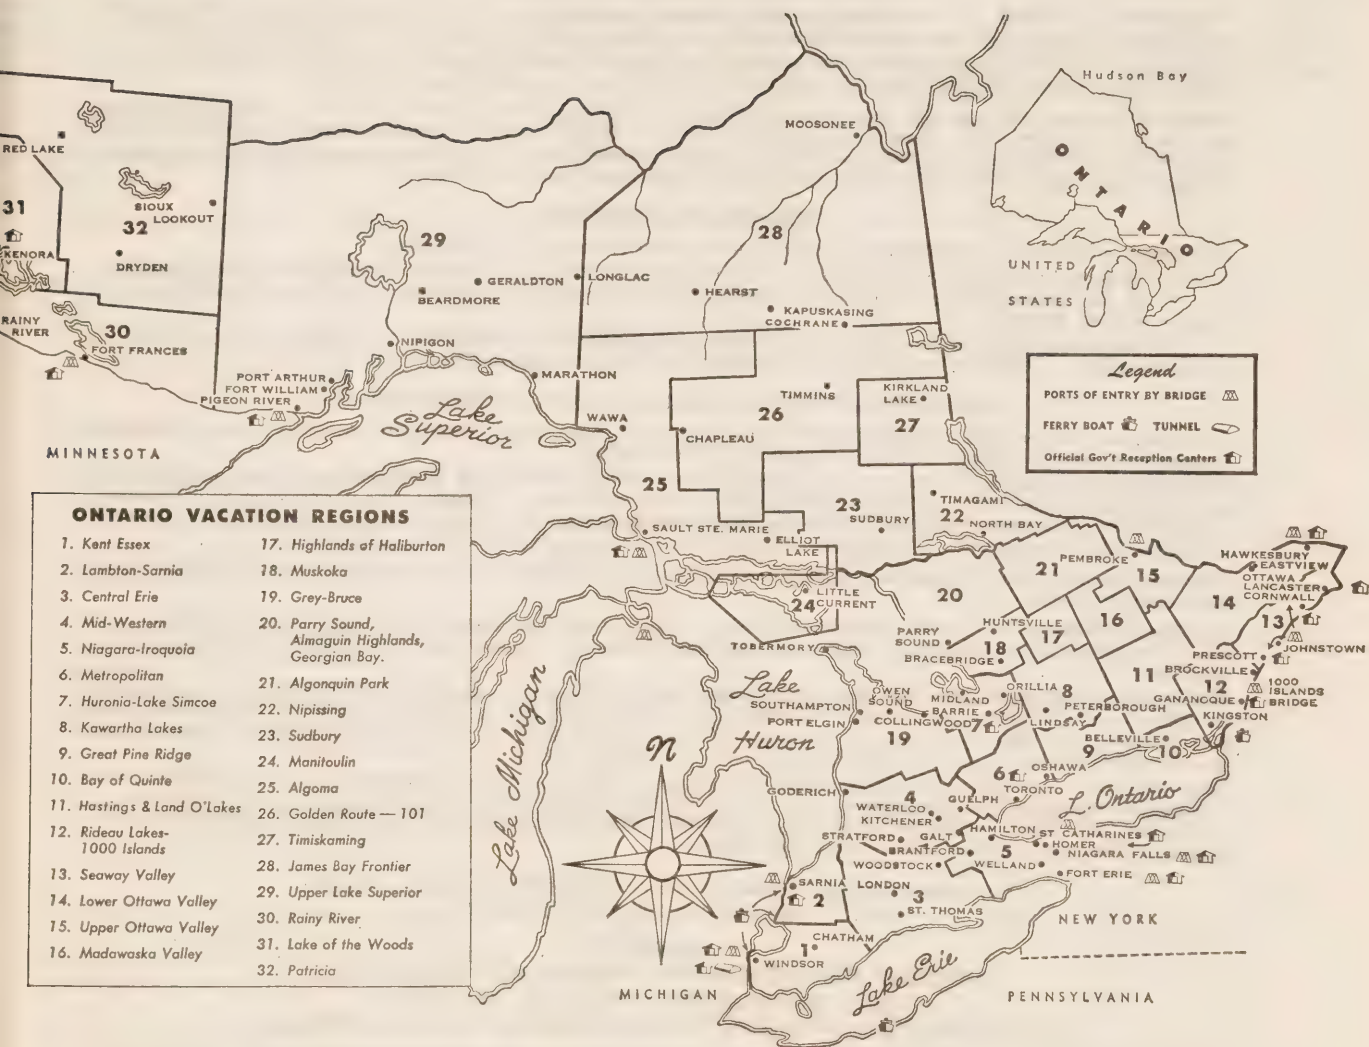 Hudson Bay
ONTARIO
UNITED
STATES
Legend
PORTS OF ENTRY BY BRIDGE
FERRY BOAT
TUNNEL
Official Gov't Reception Centers
MOOSONEE
RED LAKE
31
SIOUX
LOOKOUT
32
KENORA
DRYDEN
29
28
GERALDTON
LONGLAC
BEARDMORE
HEARST
KAPUSKASING
COCHRANE
RAINY
RIVER
30
FORT FRANCES
NIPIGON
PORT ARTHUR
FORT WILLIAM
PIGEON RIVER
MARATHON
Lake
Superior
TIMMINS
KIRKLAND
LAKE
26
27
WAWA
CHAPLEAU
MINNESOTA
25
23
SUDBURY
TIMAGAMI
22
NORTH BAY
SAULT STE. MARIE
ELLIOT
LAKE
24
LITTLE
CURRENT
20
21
PEMBROKE
15
HAWKESBURY
EASTVIEW
OTTAWA
LANCASTER
CORNWALL
14
13
PARRY
SOUND
HUNTSVILLE
18
17
16
BRACEBRIDGE
JOHNSTOWN
PRESCOTT
BROCKVILLE
11
12
1000
ISLANDS
BRIDGE
GANANOQUE
KINGSTON
TOBERMORY
Lake
Huron
SOUTHAMPTON
PORT ELGIN
OWEN
SOUND
COLLINGWOOD
19
MIDLAND
BARRIE
7
ORILLIA
8
LINDSAY
PETERBOROUGH
BELLEVILLE
9
10
OSHAWA
6
TORONTO
L. Ontario
GODERICH
4
GUELPH
WATERLOO
KITCHENER
STRATFORD
GALT
HAMILTON
ST CATHARINES
BRANTFORD
5
HOMER
WOODSTOCK
WELLAND
NIAGARA FALLS
FORT ERIE
SARNIA
2
LONDON
3
ST. THOMAS
NEW YORK
1
CHATHAM
WINDSOR
MICHIGAN
Lake Erie
PENNSYLVANIA
Lake Michigan
N
ONTARIO VACATION REGIONS
1. Kent Essex
2. Lambton-Sarnia
3. Central Erie
4. Mid-Western
5. Niagara-Iroquoia
6. Metropolitan
7. Huronia-Lake Simcoe
8. Kawartha Lakes
9. Great Pine Ridge
10. Bay of Quinte
11. Hastings & Land O'Lakes
12. Rideau Lakes-
1000 Islands
13. Seaway Valley
14. Lower Ottawa Valley
15. Upper Ottawa Valley
16. Madawaska Valley
17. Highlands of Haliburton
18. Muskoka
19. Grey-Bruce
20. Parry Sound,
Almaguin Highlands,
Georgian Bay.
21. Algonquin Park
22. Nipissing
23. Sudbury
24. Manitoulin
25. Algoma
26. Golden Route — 101
27. Timiskaming
28. James Bay Frontier
29. Upper Lake Superior
30. Rainy River
31. Lake of the Woods
32. Patricia